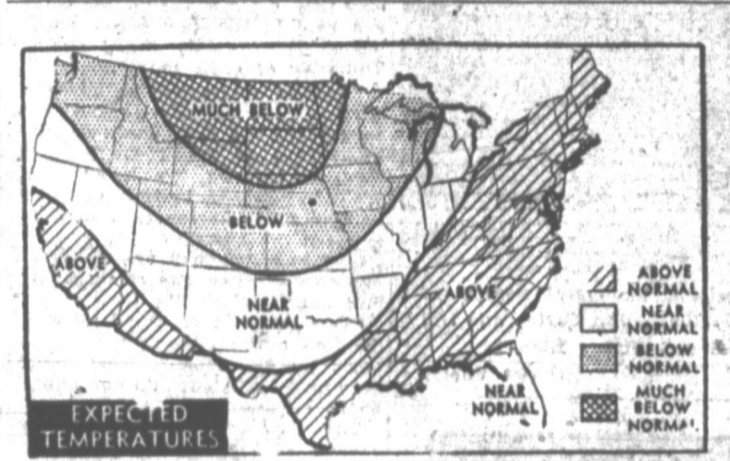 MUCH BELOW
BELOW
ABOVE
NEAR
NORMAL
ABOVE
NEAR
NORMAL
ABOVE
NORMAL
NEAR
NORMAL
BELOW
NORMAL
MUCH
BELOW
NORMAL
EXPECTED
TEMPERATURES